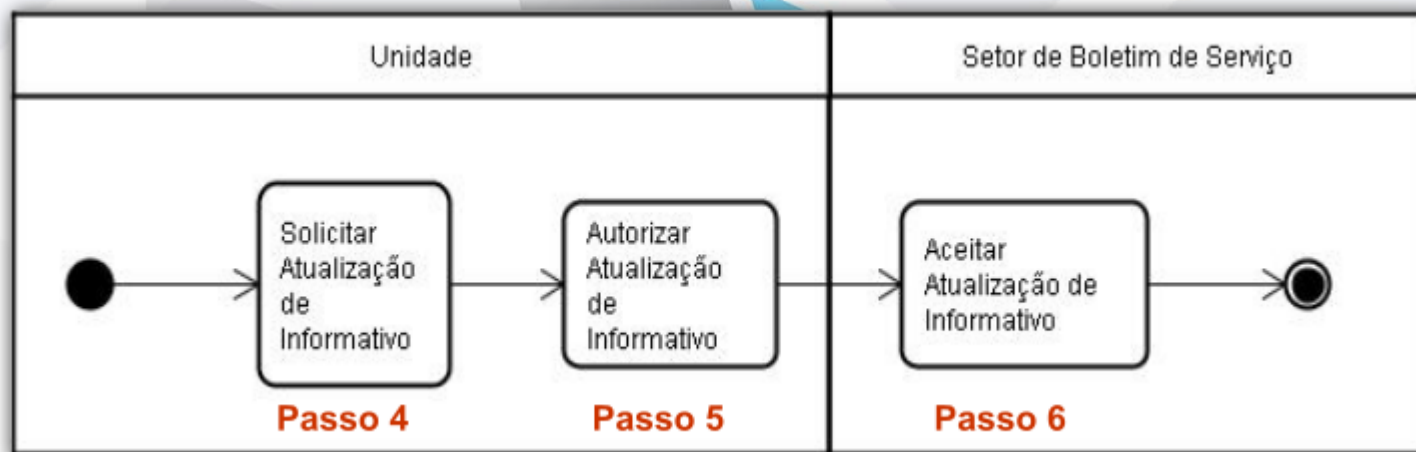 Unidade
Setor de Boletim de Serviço
Solicitar
Atualização
de
Informativo
Autorizar
Atualização
de
Informativo
Aceitar
Atualização de
Informativo
Passo 4
Passo 5
Passo 6